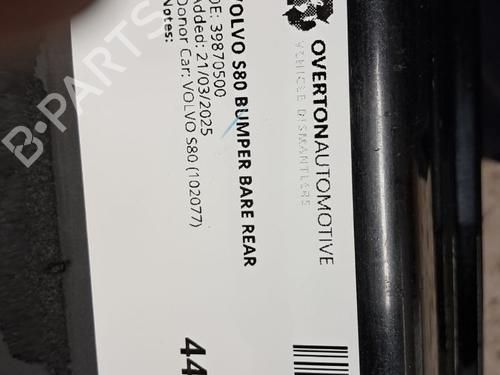 OVERTONAUTOMOTIVE
VEHICLE DISMANTLERS
VOLVO S80 BUMPER BARE REAR
OE: 39870500
Added: 21/03/2025
Donor Car: VOLVO S80 (102077)
Notes:
44
B-PARTS